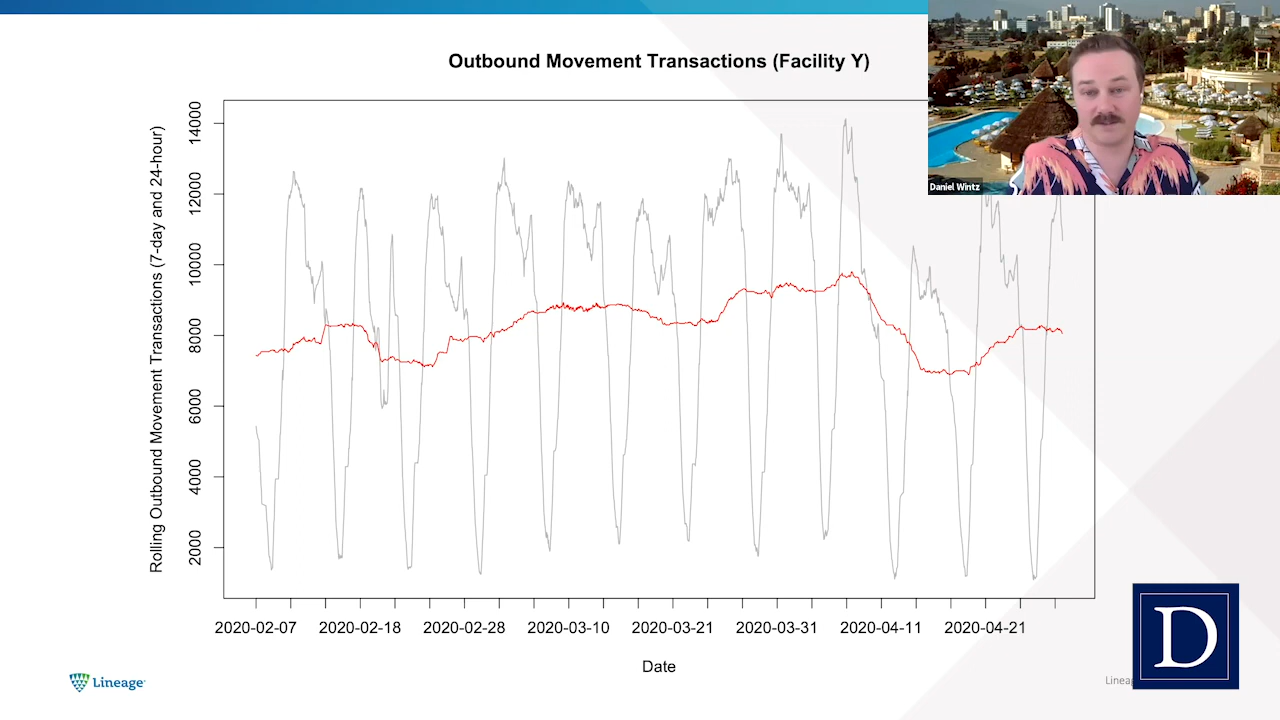 Outbound Movement Transactions (Facility Y)
Daniel Wintz
Rolling Outbound Movement Transactions (7-day and 24-hour)
14000
12000
10000
8000
6000
4000
2000
2020-02-07 2020-02-18 2020-02-28 2020-03-10 2020-03-21 2020-03-31 2020-04-11 2020-04-21
Date
Lineage
Lineag
D